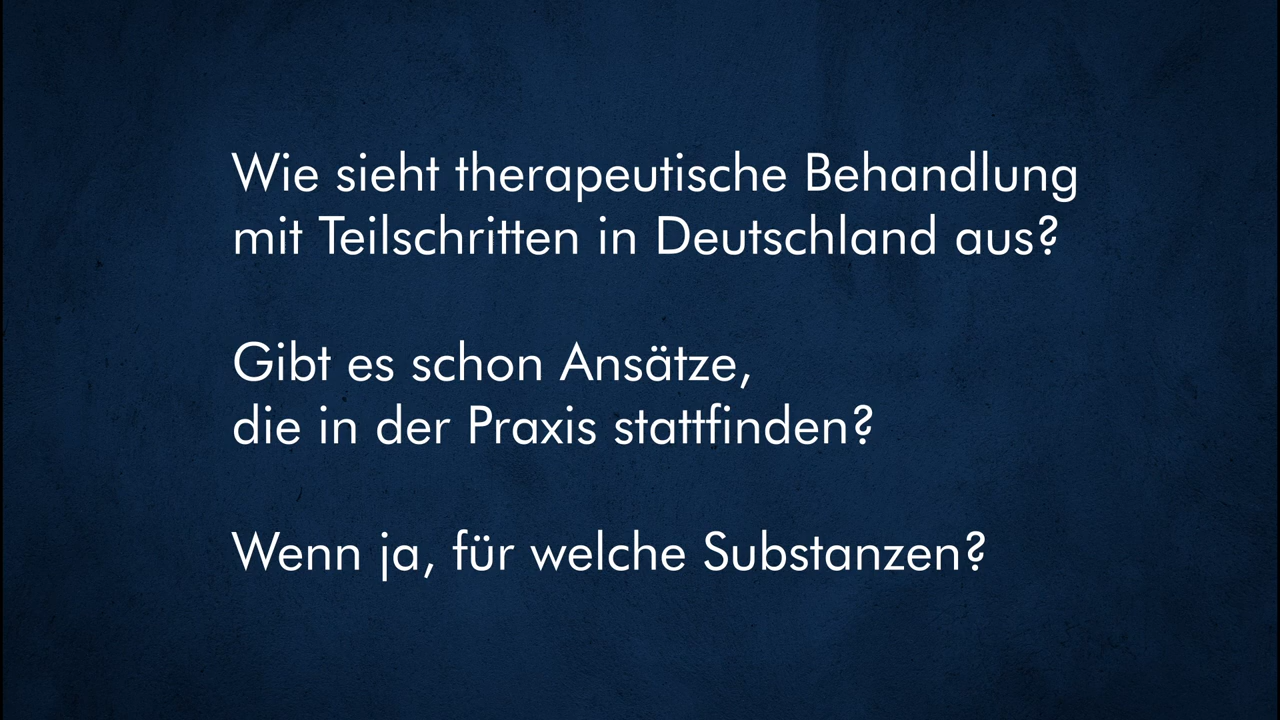 Wie sieht therapeutische Behandlung
mit Teilschritten in Deutschland aus?
Gibt es schon Ansätze,
die in der Praxis stattfinden?
Wenn ja, für welche Substanzen?